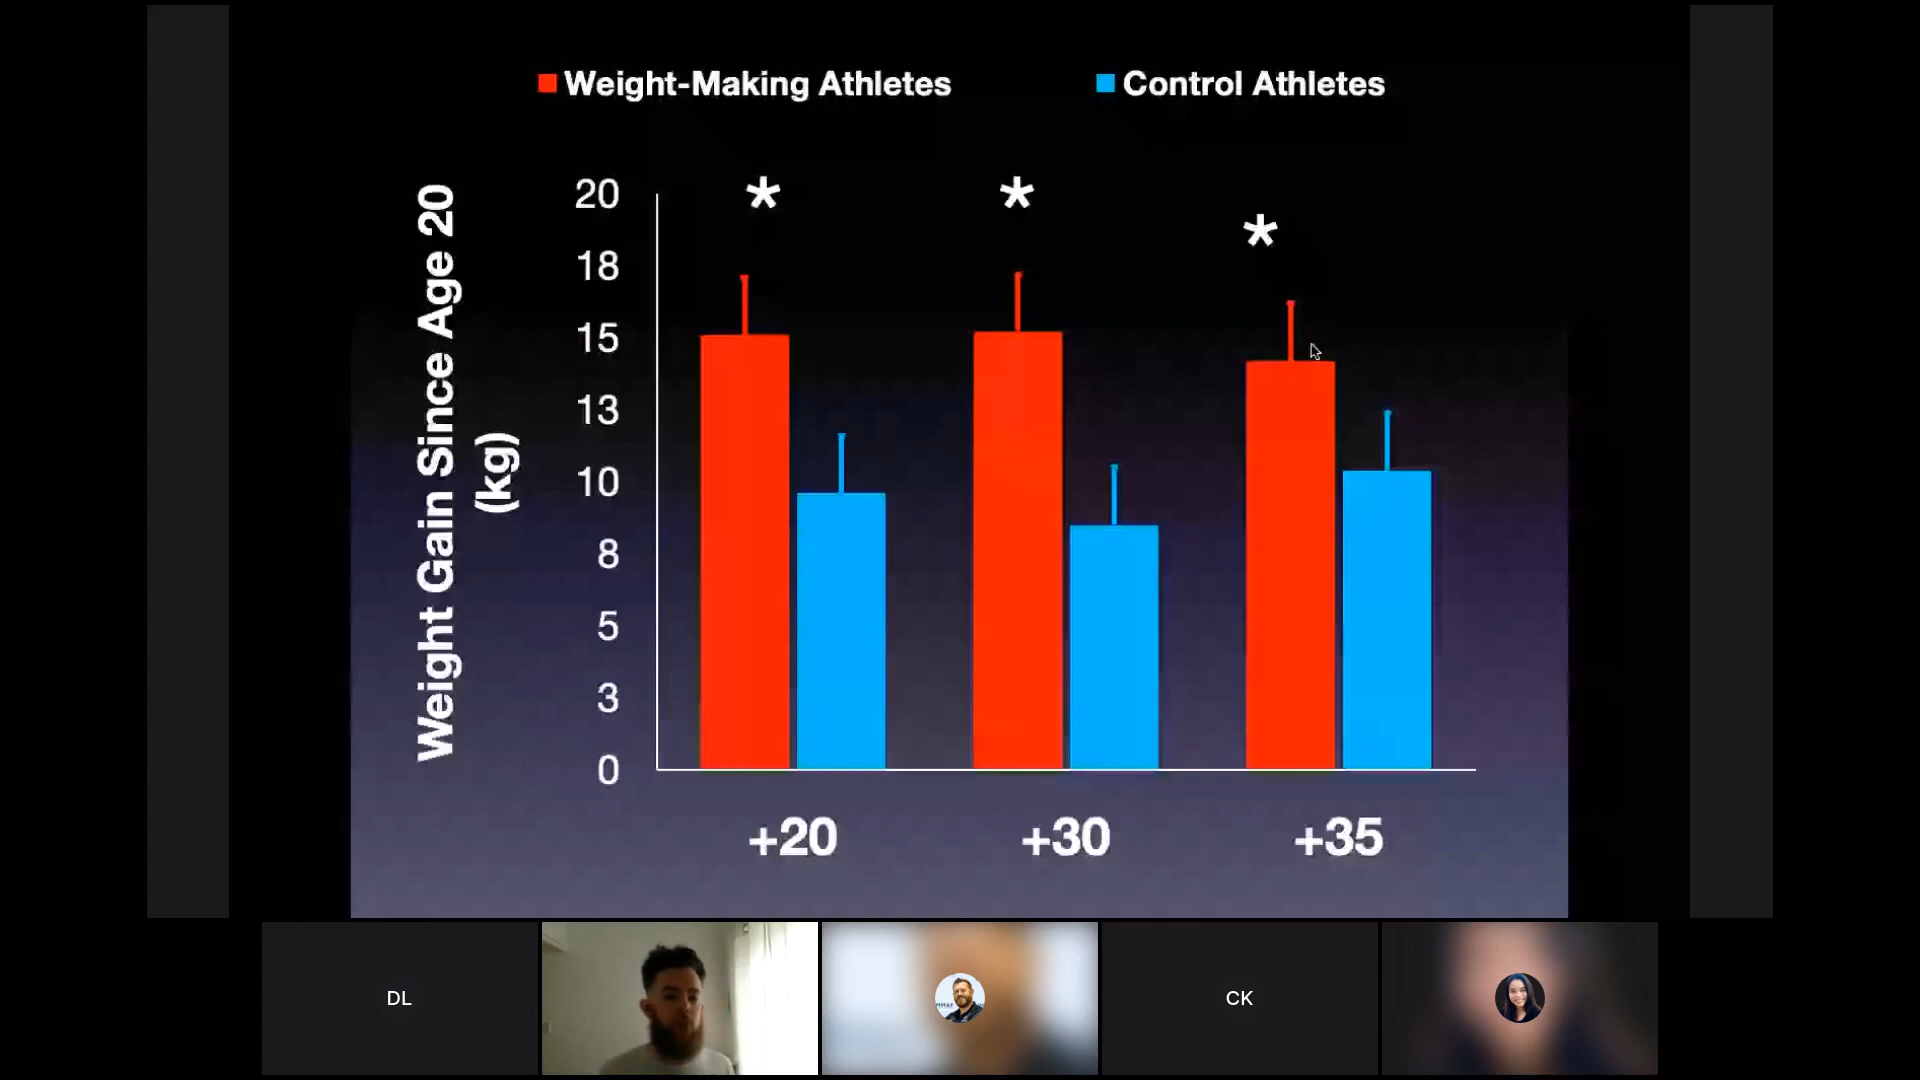 Weight-Making Athletes
Control Athletes
Weight Gain Since Age 20
(kg)
20
18
15
13
10
8
5
3
0
*
*
*
+20
+30
+35
DL
CK